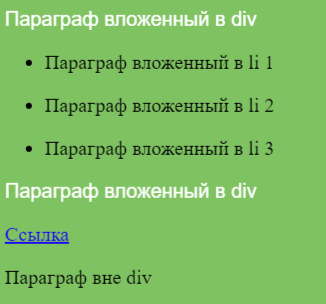 Параграф вложенный в div
Параграф вложенный в li 1
Параграф вложенный в li 2
Параграф вложенный в li 3
Параграф вложенный в div
Ссылка
Параграф вне div